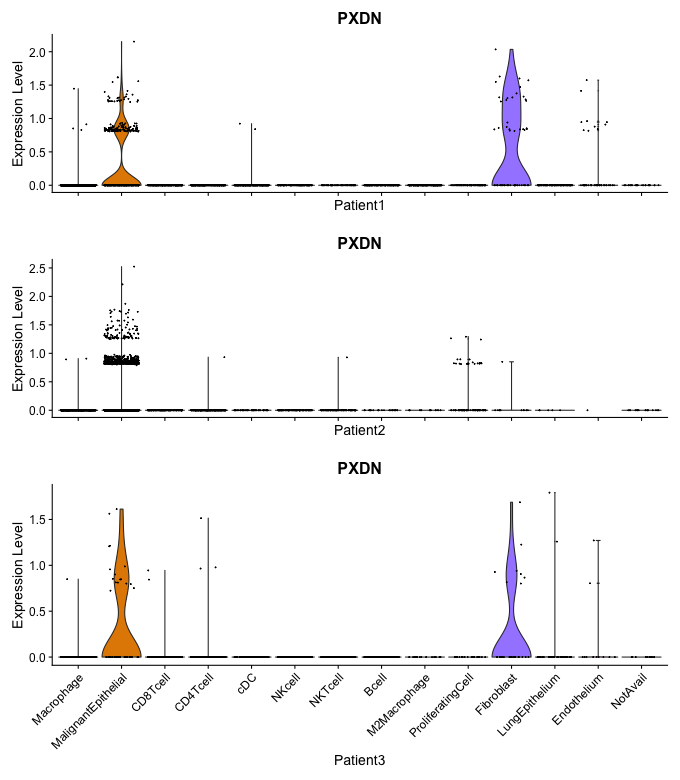 PXDN
Expression Level
2.0
1.5
1.0
0.5
0.0
Patient1
PXDN
Expression Level
2.5
2.0
1.5
1.0
0.5
0.0
Patient2
PXDN
Expression Level
1.5
1.0
0.5
0.0
Macrophage
MalignantEpithelial
CD8Tcell
CD4Tcell
cDC
NKcell
NKTcell
Bcell
M2Macrophage
ProliferatingCell
Fibroblast
LungEpithelium
Endothelium
NotAvail
Patient3